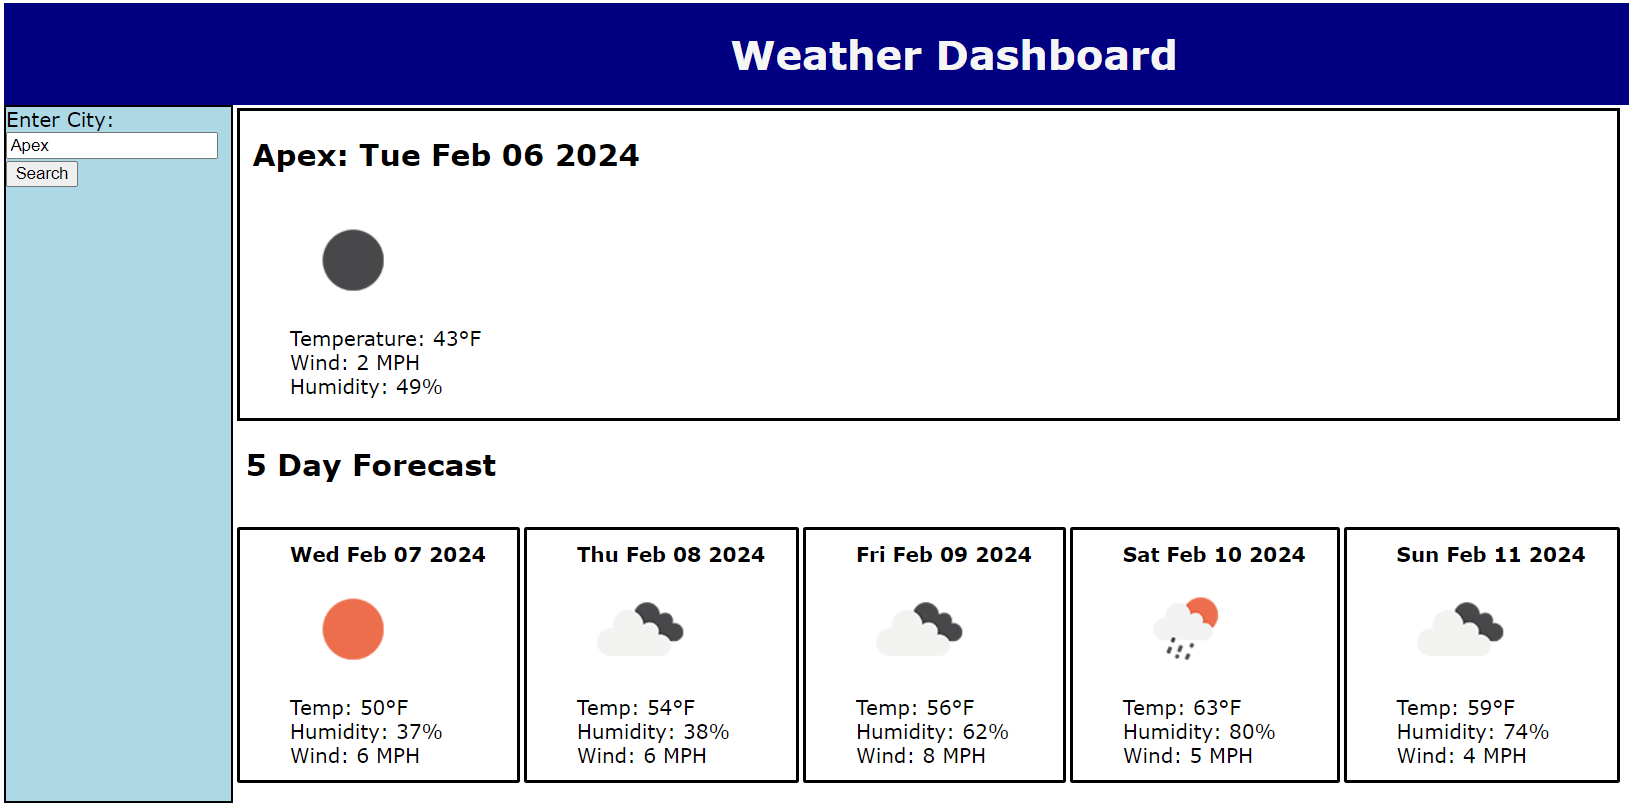 Weather Dashboard
Enter City:
Apex
Search
Apex: Tue Feb 06 2024
Temperature: 43°F
Wind: 2 MPH
Humidity: 49%
5 Day Forecast
Wed Feb 07 2024
Temp: 50°F
Humidity: 37%
Wind: 6 MPH
Thu Feb 08 2024
Temp: 54°F
Humidity: 38%
Wind: 6 MPH
Fri Feb 09 2024
Temp: 56°F
Humidity: 62%
Wind: 8 MPH
Sat Feb 10 2024
Temp: 63°F
Humidity: 80%
Wind: 5 MPH
Sun Feb 11 2024
Temp: 59°F
Humidity: 74%
Wind: 4 MPH